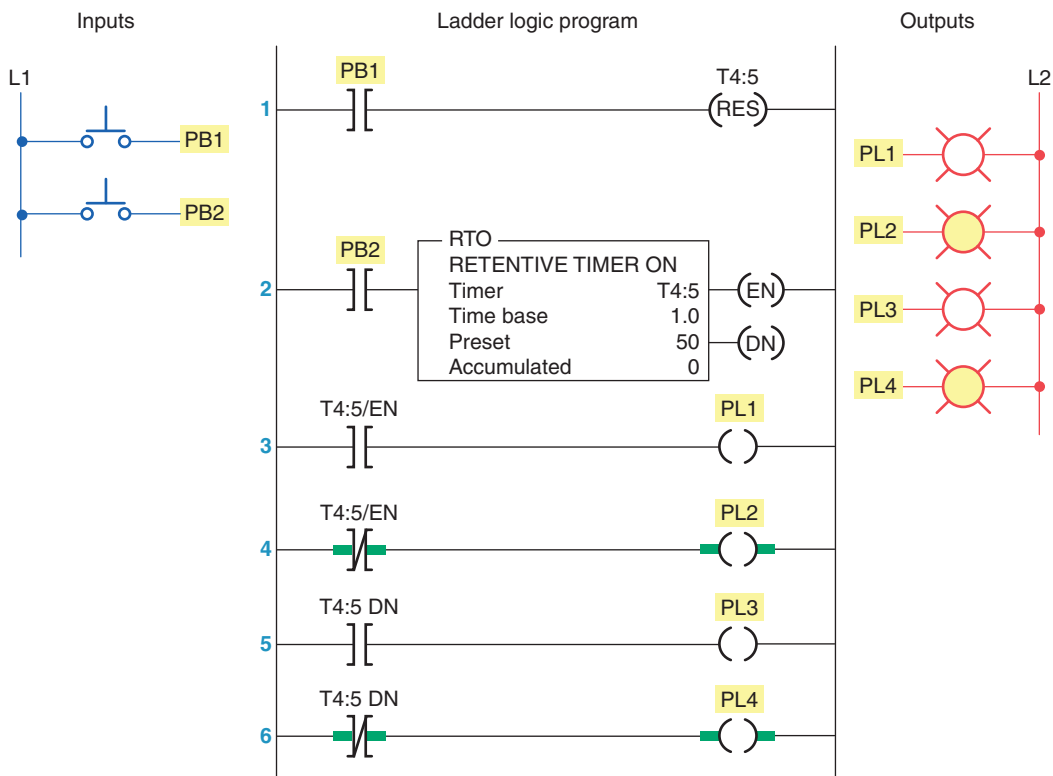 Inputs
Ladder logic program
Outputs
L1
PB1
PB2
1
PB1
T4:5
RES
2
PB2
RTO
RETENTIVE TIMER ON
Timer T4:5
Time base 1.0
Preset 50
Accumulated 0
EN
DN
3
T4:5/EN
PL1
4
T4:5/EN
PL2
5
T4:5 DN
PL3
6
T4:5 DN
PL4
L2
PL1
PL2
PL3
PL4